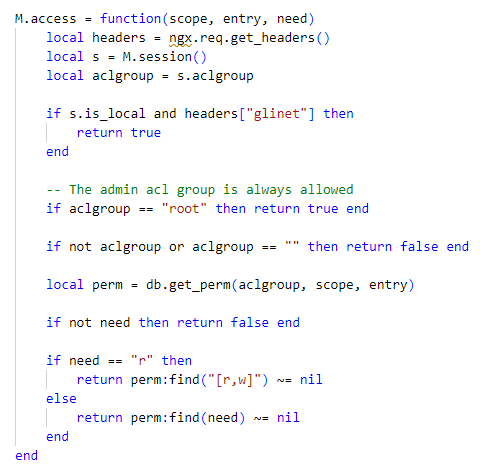 M.access = function(scope, entry, need)
    local headers = ngx.req.get_headers()
    local s = M.session()
    local aclgroup = s.aclgroup

    if s.is_local and headers["glinet"] then
        return true
    end

    -- The admin acl group is always allowed
    if aclgroup == "root" then return true end

    if not aclgroup or aclgroup == "" then return false end

    local perm = db.get_perm(aclgroup, scope, entry)

    if not need then return false end

    if need == "r" then
        return perm:find("[r,w]") ~= nil
    else
        return perm:find(need) ~= nil
    end
end